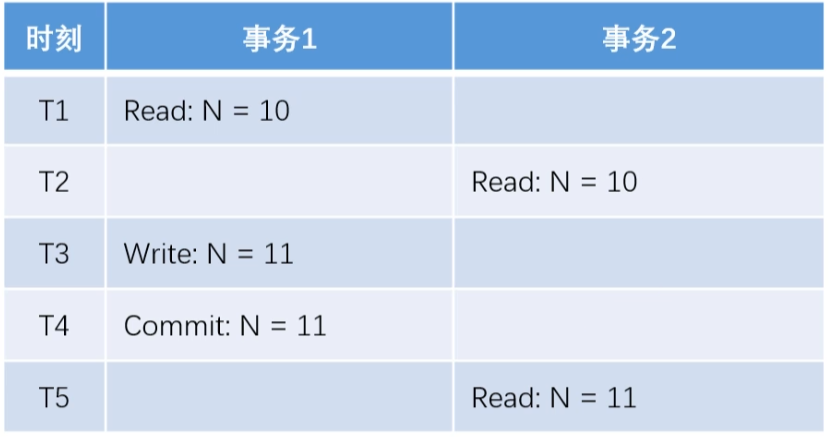 时刻 事务1 事务2
T1 Read: N = 10
T2 Read: N = 10
T3 Write: N = 11
T4 Commit: N = 11
T5 Read: N = 11